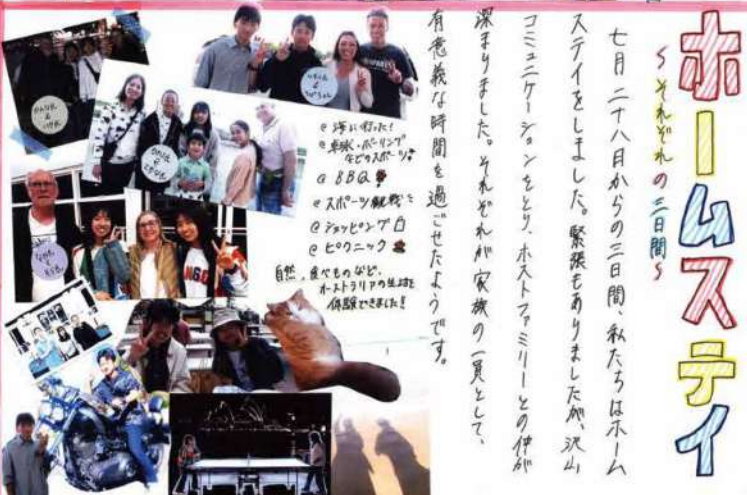 ホームステイ
〜それぞれの三日間〜
七月二十八日からの三日間、私たちはホーム
ステイをしました。緊張もありましたが、沢山
コミュニケーションをとり、ホストファミリーとの仲が
深まりました。それぞれが家族の一員として、
有意義な時間を過ごせたようです。
@ 海に行った!
@ 卓球・ボーリング
などのスポーツ
@ BBQ
@ スポーツ観戦
@ ショッピング
@ ピクニック
自然、食べものなど、
オーストラリアの生活を
体験できました!